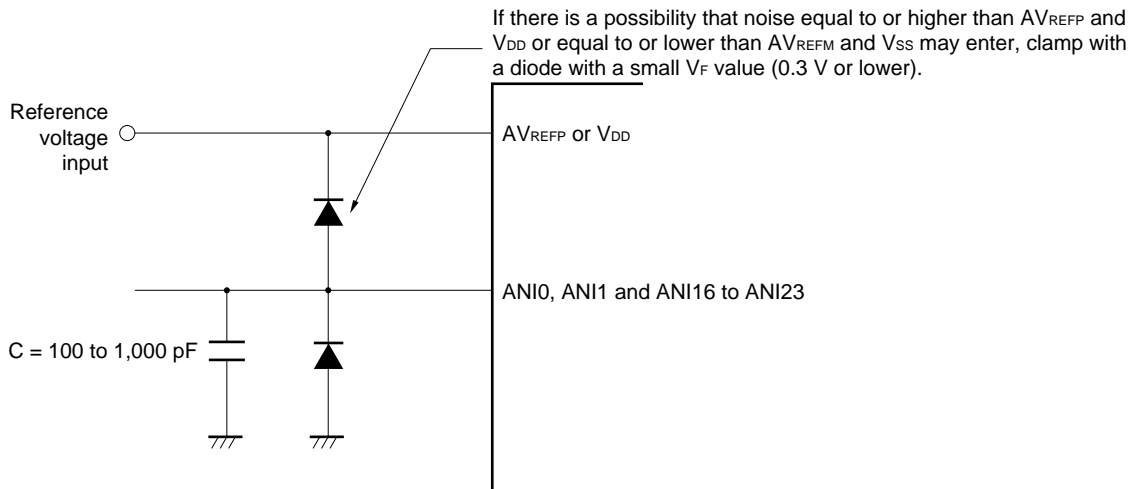 If there is a possibility that noise equal to or higher than AVREFP and
VDD or equal to or lower than AVREFM and VSS may enter, clamp with
a diode with a small VF value (0.3 V or lower).
Reference
voltage
input
AVREFP or VDD
ANI0, ANI1 and ANI16 to ANI23
C = 100 to 1,000 pF